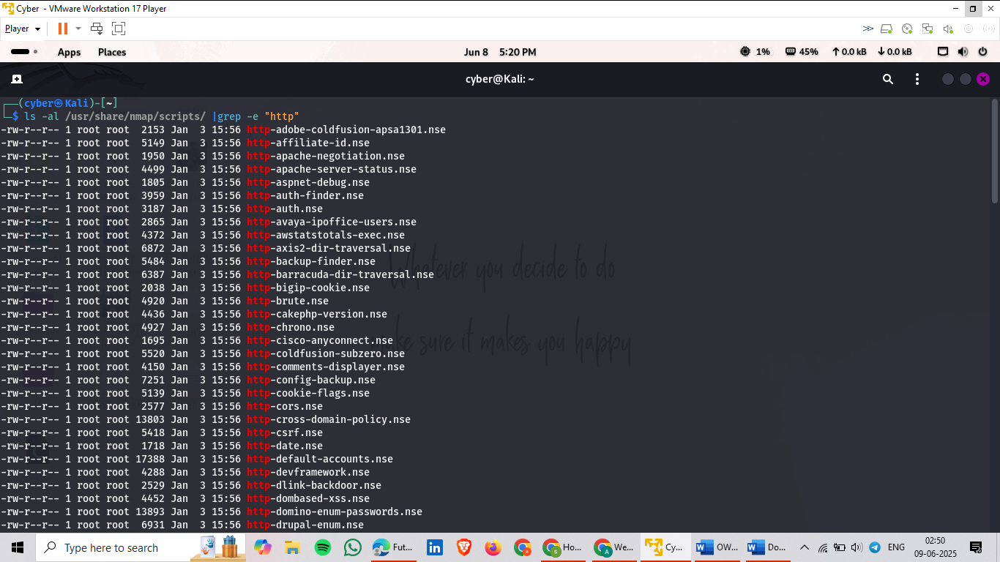 Cyber - VMware Workstation 17 Player
Player
Apps Places Jun 8 5:20 PM 1% 45% 0.0 kB 0.0 kB
cyber@Kali: ~
┌──(cyber㉿Kali)-[~]
└─$ ls -al /usr/share/nmap/scripts/ |grep -e "http"
-rw-r--r-- 1 root root  2153 Jan  3 15:56 http-adobe-coldfusion-apsa1301.nse
-rw-r--r-- 1 root root  5149 Jan  3 15:56 http-affiliate-id.nse
-rw-r--r-- 1 root root  1950 Jan  3 15:56 http-apache-negotiation.nse
-rw-r--r-- 1 root root  4499 Jan  3 15:56 http-apache-server-status.nse
-rw-r--r-- 1 root root  1805 Jan  3 15:56 http-aspnet-debug.nse
-rw-r--r-- 1 root root  3959 Jan  3 15:56 http-auth-finder.nse
-rw-r--r-- 1 root root  3187 Jan  3 15:56 http-auth.nse
-rw-r--r-- 1 root root  2865 Jan  3 15:56 http-avaya-ipoffice-users.nse
-rw-r--r-- 1 root root  4372 Jan  3 15:56 http-awstatstotals-exec.nse
-rw-r--r-- 1 root root  6872 Jan  3 15:56 http-axis2-dir-traversal.nse
-rw-r--r-- 1 root root  5484 Jan  3 15:56 http-backup-finder.nse
-rw-r--r-- 1 root root  6387 Jan  3 15:56 http-barracuda-dir-traversal.nse
-rw-r--r-- 1 root root  2038 Jan  3 15:56 http-bigip-cookie.nse
-rw-r--r-- 1 root root  4920 Jan  3 15:56 http-brute.nse
-rw-r--r-- 1 root root  4436 Jan  3 15:56 http-cakephp-version.nse
-rw-r--r-- 1 root root  4927 Jan  3 15:56 http-chrono.nse
-rw-r--r-- 1 root root  1695 Jan  3 15:56 http-cisco-anyconnect.nse
-rw-r--r-- 1 root root  5520 Jan  3 15:56 http-coldfusion-subzero.nse
-rw-r--r-- 1 root root  4150 Jan  3 15:56 http-comments-displayer.nse
-rw-r--r-- 1 root root  7251 Jan  3 15:56 http-config-backup.nse
-rw-r--r-- 1 root root  5139 Jan  3 15:56 http-cookie-flags.nse
-rw-r--r-- 1 root root  2577 Jan  3 15:56 http-cors.nse
-rw-r--r-- 1 root root 13803 Jan  3 15:56 http-cross-domain-policy.nse
-rw-r--r-- 1 root root  5418 Jan  3 15:56 http-csrf.nse
-rw-r--r-- 1 root root  1718 Jan  3 15:56 http-date.nse
-rw-r--r-- 1 root root 17388 Jan  3 15:56 http-default-accounts.nse
-rw-r--r-- 1 root root  4288 Jan  3 15:56 http-devframework.nse
-rw-r--r-- 1 root root  2529 Jan  3 15:56 http-dlink-backdoor.nse
-rw-r--r-- 1 root root  4452 Jan  3 15:56 http-dombased-xss.nse
-rw-r--r-- 1 root root 13893 Jan  3 15:56 http-domino-enum-passwords.nse
-rw-r--r-- 1 root root  6931 Jan  3 15:56 http-drupal-enum.nse
Whatever you decide to do
make sure it makes you happy
Type here to search Fut... Ho... We... Cy... OW... Do... ENG 02:50
09-06-2025